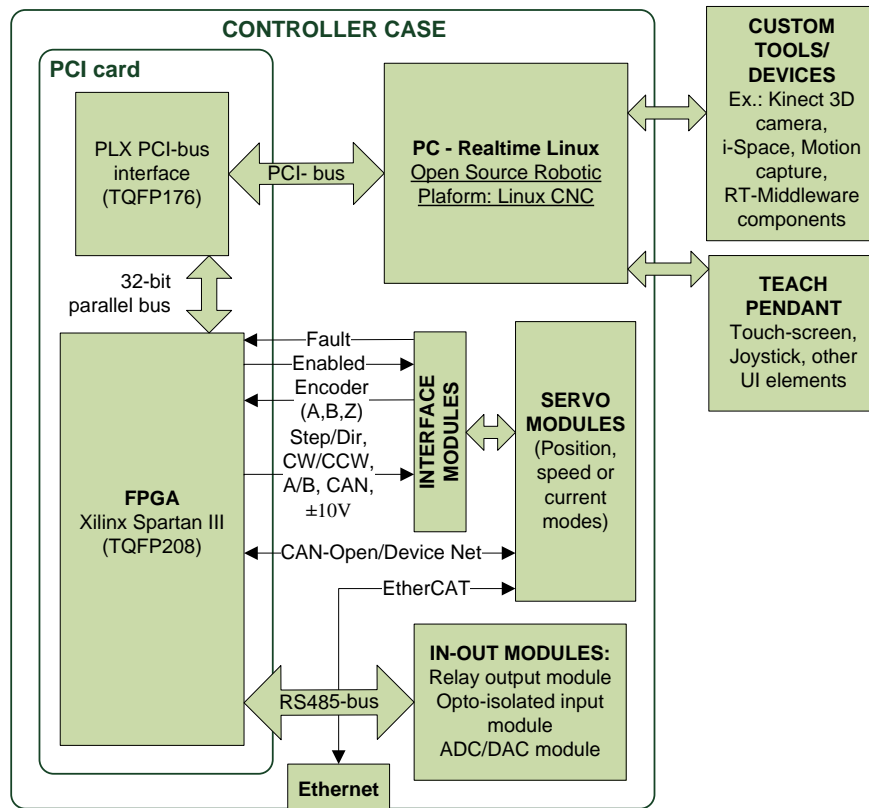 CONTROLLER CASE
PCI card
PLX PCI-bus
interface
(TQFP176)
PCI- bus
PC - Realtime Linux
Open Source Robotic
Plaform: Linux CNC
CUSTOM
TOOLS/
DEVICES
Ex.: Kinect 3D
camera,
i-Space, Motion
capture,
RT-Middleware
components
32-bit
parallel bus
TEACH
PENDANT
Touch-screen,
Joystick, other
UI elements
FPGA
Xilinx Spartan III
(TQFP208)
Fault
Enabled
Encoder
(A,B,Z)
Step/Dir,
CW/CCW,
A/B, CAN,
±10V
INTERFACE
MODULES
SERVO
MODULES
(Position,
speed or
current modes)
CAN-Open/Device Net
EtherCAT
RS485-bus
IN-OUT MODULES:
Relay output module
Opto-isolated input
module
ADC/DAC module
Ethernet